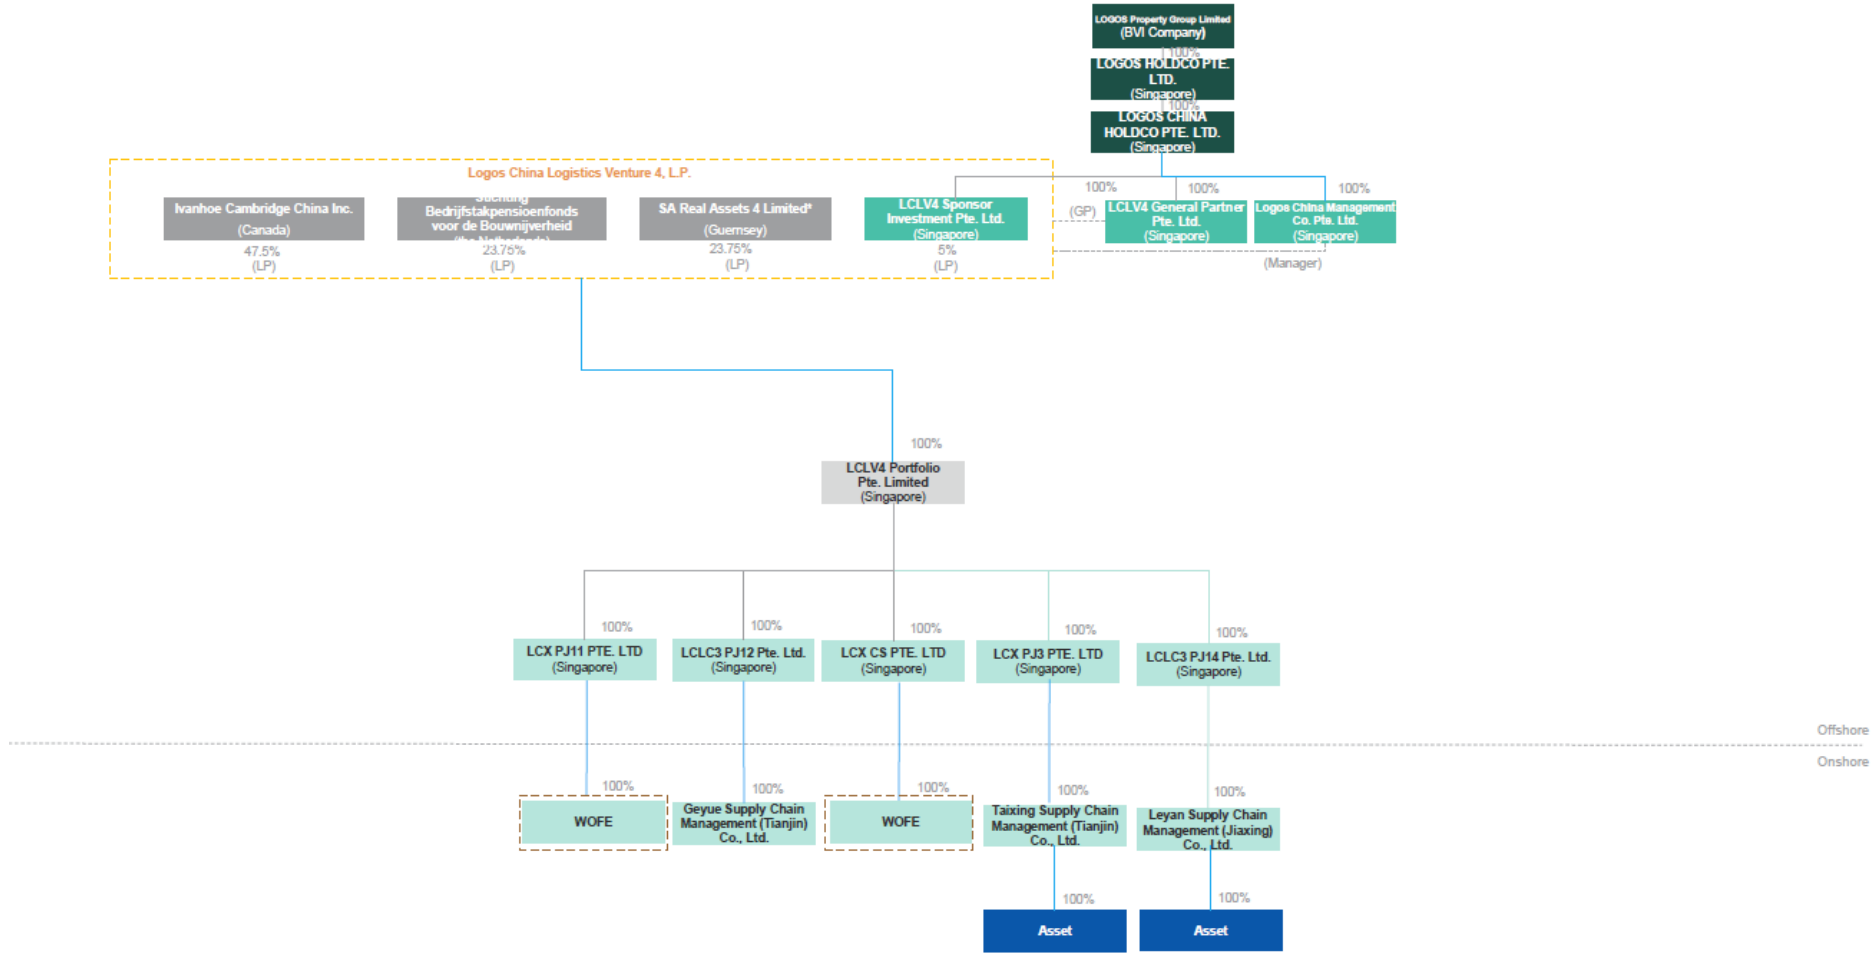 LOGOS Property Group Limited
(BVI Company)
100%
LOGOS HOLDCO PTE.
LTD.
(Singapore)
100%
LOGOS CHINA
HOLDCO PTE. LTD.
(Singapore)
Logos China Logistics Venture 4, L.P.
Ivanhoe Cambridge China Inc.
(Canada)
47.5%
(LP)
Stichting
Bedrijfstakpensioenfonds
voor de Bouwnijverheid
(the Netherlands)
23.75%
(LP)
SA Real Assets 4 Limited*
(Guernsey)
23.75%
(LP)
LCLV4 Sponsor
Investment Pte. Ltd.
(Singapore)
5%
(LP)
100%
(GP)
100%
LCLV4 General Partner
Pte. Ltd.
(Singapore)
100%
Logos China Management
Co. Pte. Ltd.
(Singapore)
(Manager)
100%
LCLV4 Portfolio
Pte. Limited
(Singapore)
100%
LCX PJ11 PTE. LTD
(Singapore)
100%
LCLC3 PJ12 Pte. Ltd.
(Singapore)
100%
LCX CS PTE. LTD
(Singapore)
100%
LCX PJ3 PTE. LTD
(Singapore)
100%
LCLC3 PJ14 Pte. Ltd.
(Singapore)
Offshore
Onshore
100%
WOFE
100%
Geyue Supply Chain
Management (Tianjin)
Co., Ltd.
100%
WOFE
100%
Taixing Supply Chain
Management (Tianjin)
Co., Ltd.
100%
Leyan Supply Chain
Management (Jiaxing)
Co., Ltd.
100%
Asset
100%
Asset